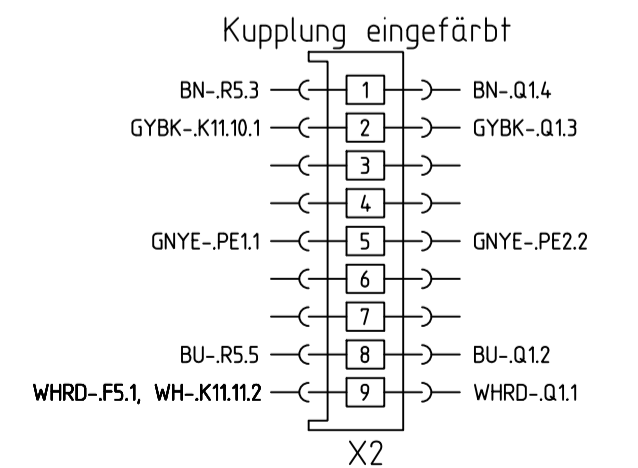 Kupplung eingefärbt
BN-.R5.3 1 BN-.Q1.4
GYBK-.K11.10.1 2 GYBK-.Q1.3
3
4
GNYE-.PE1.1 5 GNYE-.PE2.2
6
7
BU-.R5.5 8 BU-.Q1.2
WHRD-.F5.1, WH-.K11.11.2 9 WHRD-.Q1.1
X2